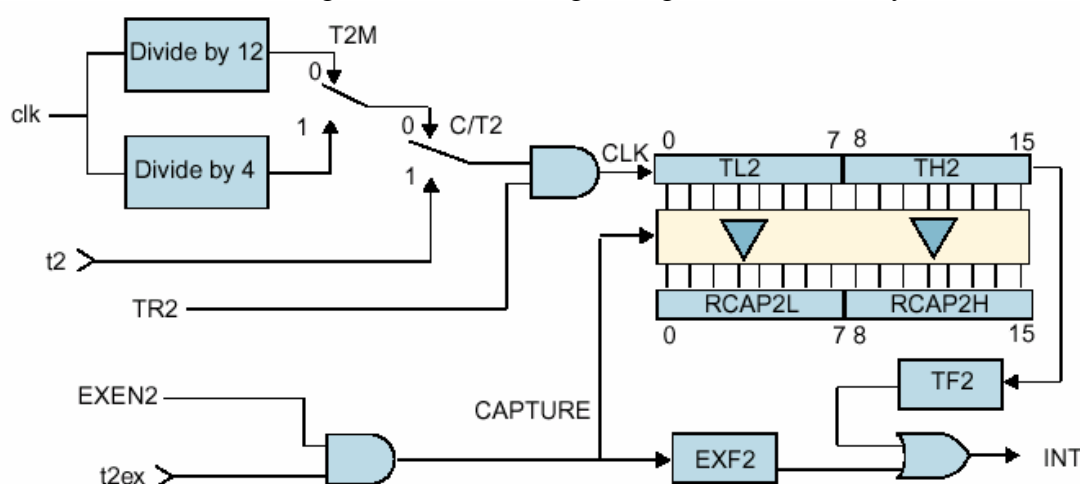 T2M
Divide by 12
0
clk
1
0
C/T2
Divide by 4
1
CLK
0
7
8
15
TL2
TH2
t2
TR2
RCAP2L
RCAP2H
0
7
8
15
TF2
EXEN2
CAPTURE
t2ex
EXF2
INT